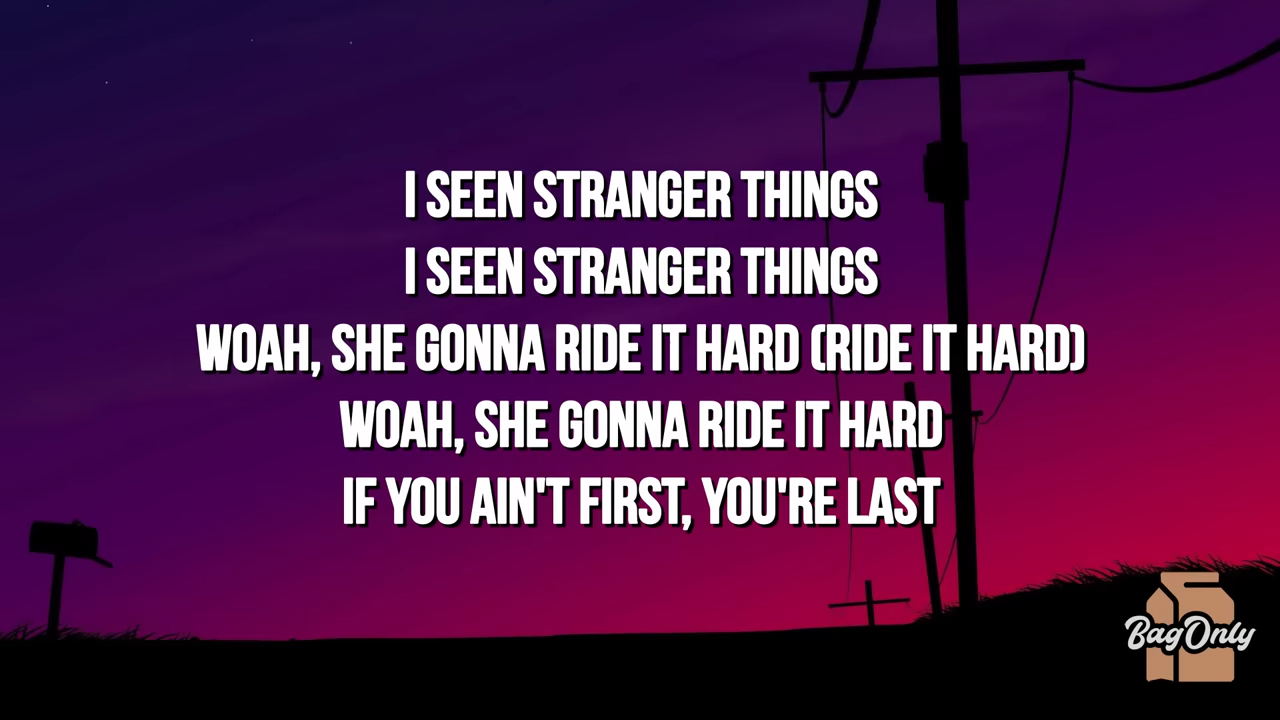 I SEEN STRANGER THINGS
I SEEN STRANGER THINGS
WOAH, SHE GONNA RIDE IT HARD (RIDE IT HARD)
WOAH, SHE GONNA RIDE IT HARD
IF YOU AIN'T FIRST, YOU'RE LAST
BagOnly